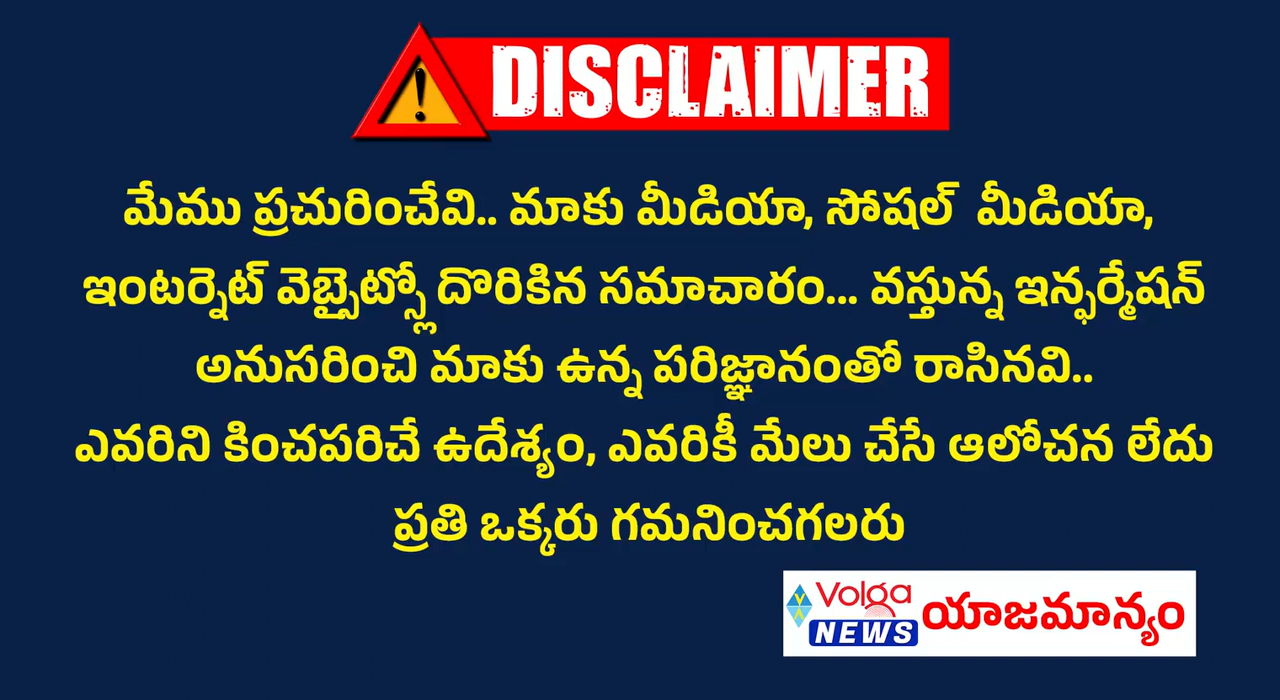 DISCLAIMER
మేము ప్రచురించేవి.. మాకు మీడియా, సోషల్ మీడియా,
ఇంటర్నెట్ వెబ్సైట్స్లో దొరికిన సమాచారం... వస్తున్న ఇన్ఫర్మేషన్
అనుసరించి మాకు ఉన్న పరిజ్ఞానంతో రాసినవి..
ఎవరిని కించపరిచే ఉదేశ్యం, ఎవరికీ మేలు చేసే ఆలోచన లేదు
ప్రతి ఒక్కరు గమనించగలరు
Volga
NEWS యాజమాన్యం